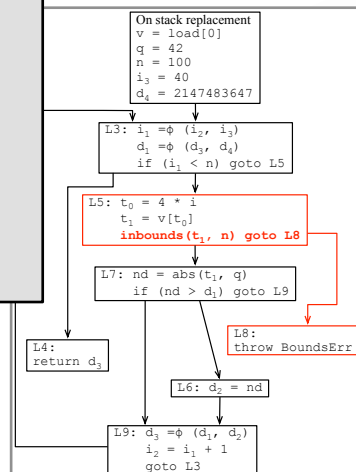 On stack replacement
v = load[0]
q = 42
n = 100
i₃ = 40
d₄ = 2147483647
L3: i₁ =ϕ (i₂, i₃)
d₁ =ϕ (d₃, d₄)
if (i₁ < n) goto L5
L5: t₀ = 4 * i
t₁ = v[t₀]
inbounds(t₁, n) goto L8
L7: nd = abs(t₁, q)
if (nd > d₁) goto L9
L8:
throw BoundsErr
L4:
return d₃
L6: d₂ = nd
L9: d₃ =ϕ (d₁, d₂)
i₂ = i₁ + 1
goto L3